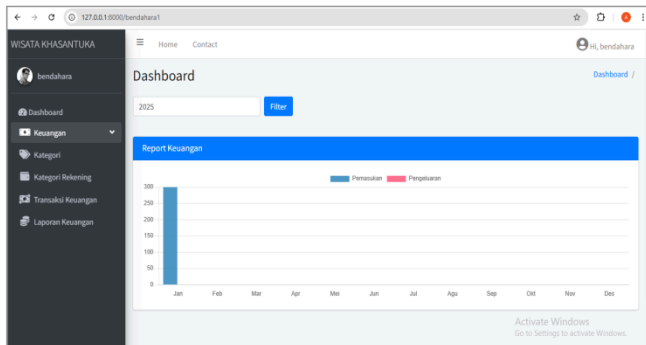 127.0.0.1:8000/bendahara1
WISATA KHASANTUKA
Home Contact
Hi, bendahara
bendahara
Dashboard
Dashboard /
2025
Filter
Dashboard
Keuangan
Kategori
Kategori Rekening
Transaksi Keuangan
Laporan Keuangan
Report Keuangan
Pemasukan Pengeluaran
300
250
200
150
100
50
0
Jan Feb Mar Apr Mei Jun Jul Agu Sep Okt Nov Des
Activate Windows
Go to Settings to activate Windows.